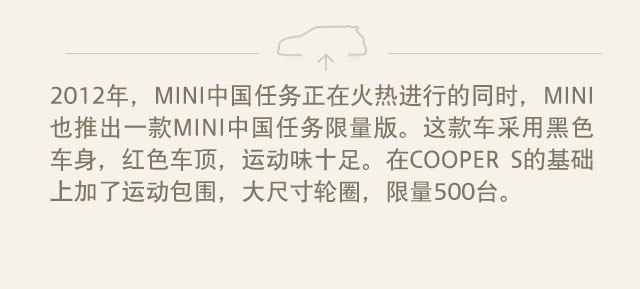 2012年，MINI中国任务正在火热进行的同时，MINI
也推出一款MINI中国任务限量版。这款车采用黑色
车身，红色车顶，运动味十足。在COOPER S的基础
上加了运动包围，大尺寸轮圈，限量500台。